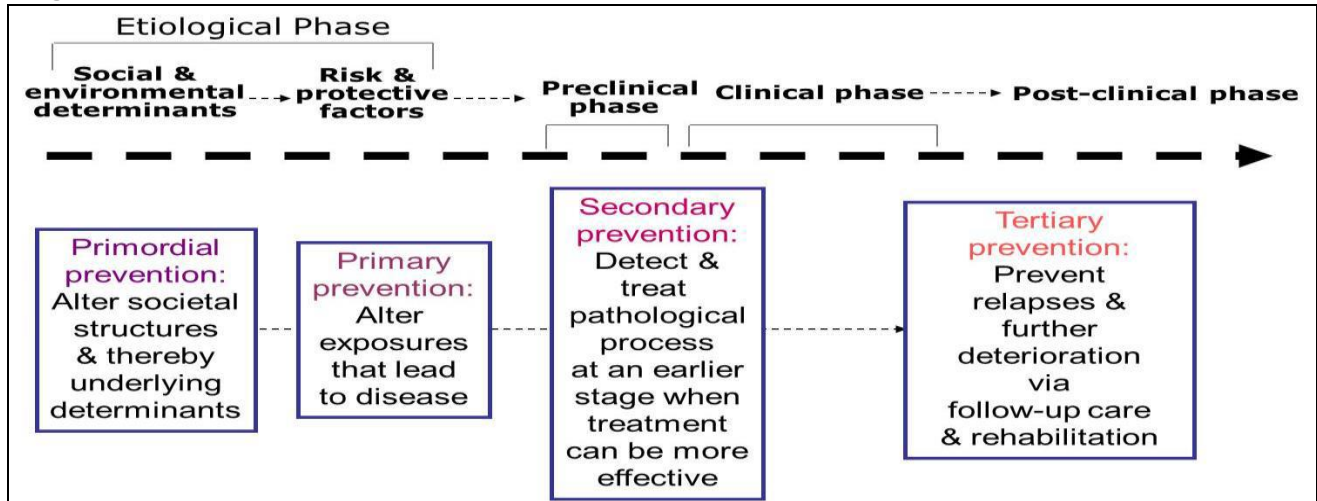 Etiological Phase
Social &
environmental
determinants
Risk &
protective
factors
Preclinical
phase
Clinical phase
Post-clinical phase
Primordial
prevention:
Alter societal
structures
& thereby
underlying
determinants
Primary
prevention:
Alter
exposures
that lead
to disease
Secondary
prevention:
Detect &
treat
pathological
process
at an earlier
stage when
treatment
can be more
effective
Tertiary
prevention:
Prevent
relapses &
further
deterioration
via
follow-up care
& rehabilitation